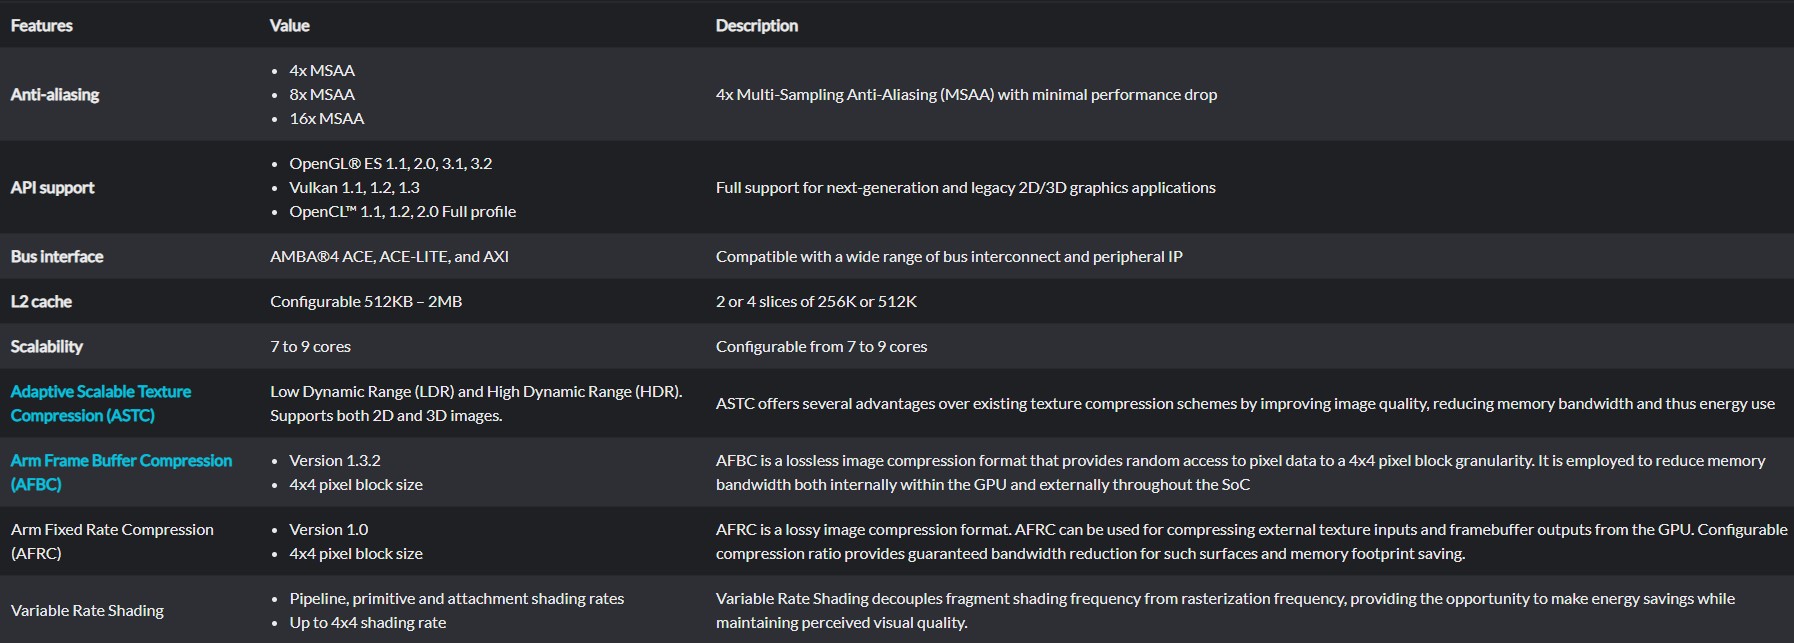 Features Value Description
Anti-aliasing
• 4x MSAA
• 8x MSAA
• 16x MSAA
4x Multi-Sampling Anti-Aliasing (MSAA) with minimal performance drop
API support
• OpenGL® ES 1.1, 2.0, 3.1, 3.2
• Vulkan 1.1, 1.2, 1.3
• OpenCL™ 1.1, 1.2, 2.0 Full profile
Full support for next-generation and legacy 2D/3D graphics applications
Bus interface
AMBA®4 ACE, ACE-LITE, and AXI
Compatible with a wide range of bus interconnect and peripheral IP
L2 cache
Configurable 512KB – 2MB
2 or 4 slices of 256K or 512K
Scalability
7 to 9 cores
Configurable from 7 to 9 cores
Adaptive Scalable Texture
Compression (ASTC)
Low Dynamic Range (LDR) and High Dynamic Range (HDR).
Supports both 2D and 3D images.
ASTC offers several advantages over existing texture compression schemes by improving image quality, reducing memory bandwidth and thus energy use
Arm Frame Buffer Compression
(AFBC)
• Version 1.3.2
• 4x4 pixel block size
AFBC is a lossless image compression format that provides random access to pixel data to a 4x4 pixel block granularity. It is employed to reduce memory
bandwidth both internally within the GPU and externally throughout the SoC
Arm Fixed Rate Compression
(AFRC)
• Version 1.0
• 4x4 pixel block size
AFRC is a lossy image compression format. AFRC can be used for compressing external texture inputs and framebuffer outputs from the GPU. Configurable
compression ratio provides guaranteed bandwidth reduction for such surfaces and memory footprint saving.
Variable Rate Shading
• Pipeline, primitive and attachment shading rates
• Up to 4x4 shading rate
Variable Rate Shading decouples fragment shading frequency from rasterization frequency, providing the opportunity to make energy savings while
maintaining perceived visual quality.